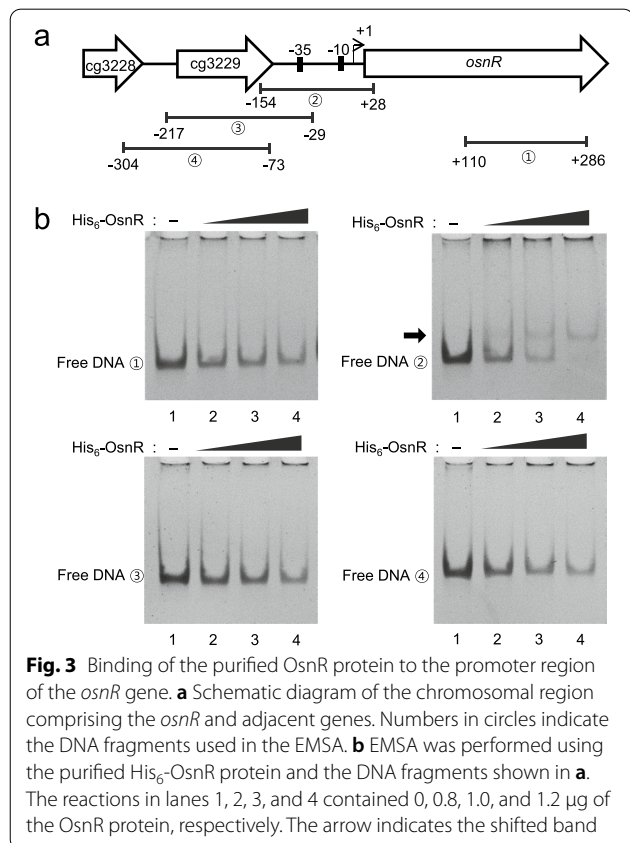 a
cg3228
cg3229
-35
-10
+1
osnR
-154
②
+28
-217
③
-29
-304
④
-73
+110
①
+286
b
His₆-OsnR : –
His₆-OsnR : –
Free DNA ①
Free DNA ②
1 2 3 4
1 2 3 4
His₆-OsnR : –
His₆-OsnR : –
Free DNA ③
Free DNA ④
1 2 3 4
1 2 3 4
Fig. 3 Binding of the purified OsnR protein to the promoter region
of the osnR gene. a Schematic diagram of the chromosomal region
comprising the osnR and adjacent genes. Numbers in circles indicate
the DNA fragments used in the EMSA. b EMSA was performed using
the purified His₆-OsnR protein and the DNA fragments shown in a.
The reactions in lanes 1, 2, 3, and 4 contained 0, 0.8, 1.0, and 1.2 μg of
the OsnR protein, respectively. The arrow indicates the shifted band